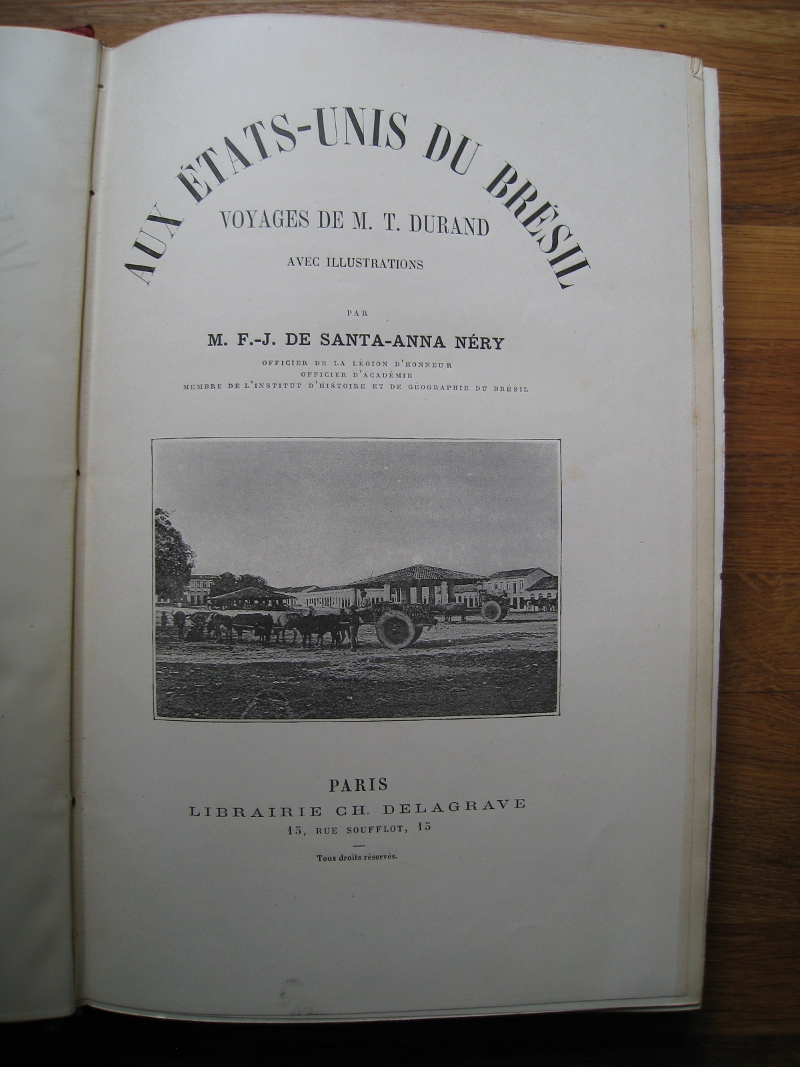 AUX ÉTATS-UNIS DU BRÉSIL
VOYAGES DE M. T. DURAND
AVEC ILLUSTRATIONS
PAR
M. F.-J. DE SANTA-ANNA NÉRY
OFFICIER DE LA LÉGION D'HONNEUR
OFFICIER D'ACADÉMIE
MEMBRE DE L'INSTITUT D'HISTOIRE ET DE GÉOGRAPHIE DU BRÉSIL
PARIS
LIBRAIRIE CH. DELAGRAVE
15, RUE SOUFFLOT, 15
Tous droits réservés.